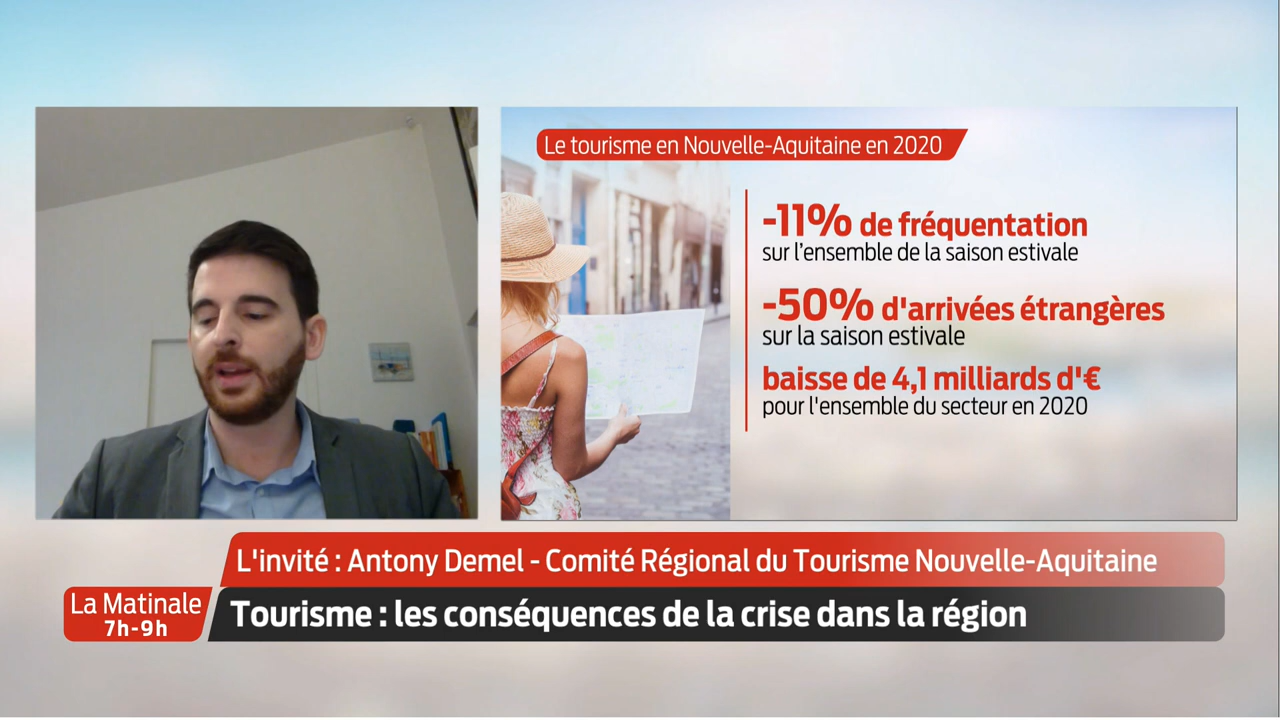 Le tourisme en Nouvelle-Aquitaine en 2020
-11% de fréquentation
sur l'ensemble de la saison estivale
-50% d'arrivées étrangères
sur la saison estivale
baisse de 4,1 milliards d'€
pour l'ensemble du secteur en 2020
L'invité : Antony Demel - Comité Régional du Tourisme Nouvelle-Aquitaine
La Matinale
7h-9h
Tourisme : les conséquences de la crise dans la région